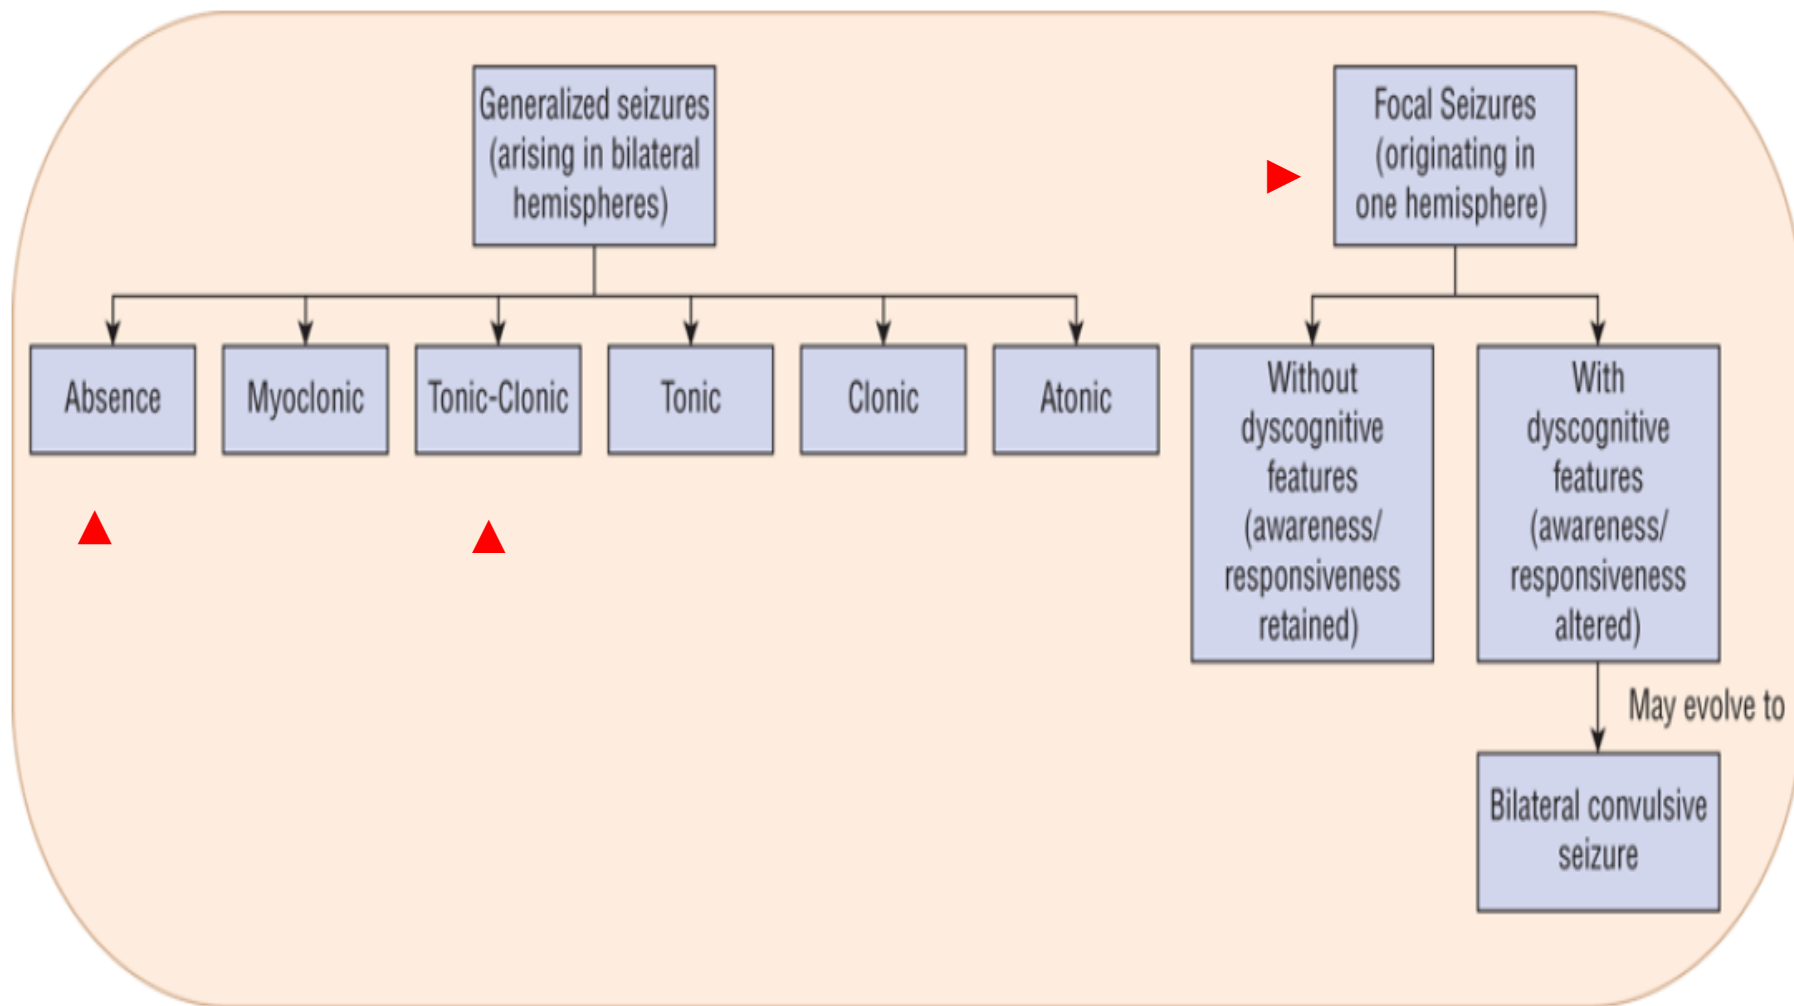 Generalized seizures
(arising in bilateral
hemispheres)
Focal Seizures
(originating in
one hemisphere)
Absence
Myoclonic
Tonic-Clonic
Tonic
Clonic
Atonic
Without
dyscognitive
features
(awareness/
responsiveness
retained)
With
dyscognitive
features
(awareness/
responsiveness
altered)
May evolve to
Bilateral convulsive
seizure